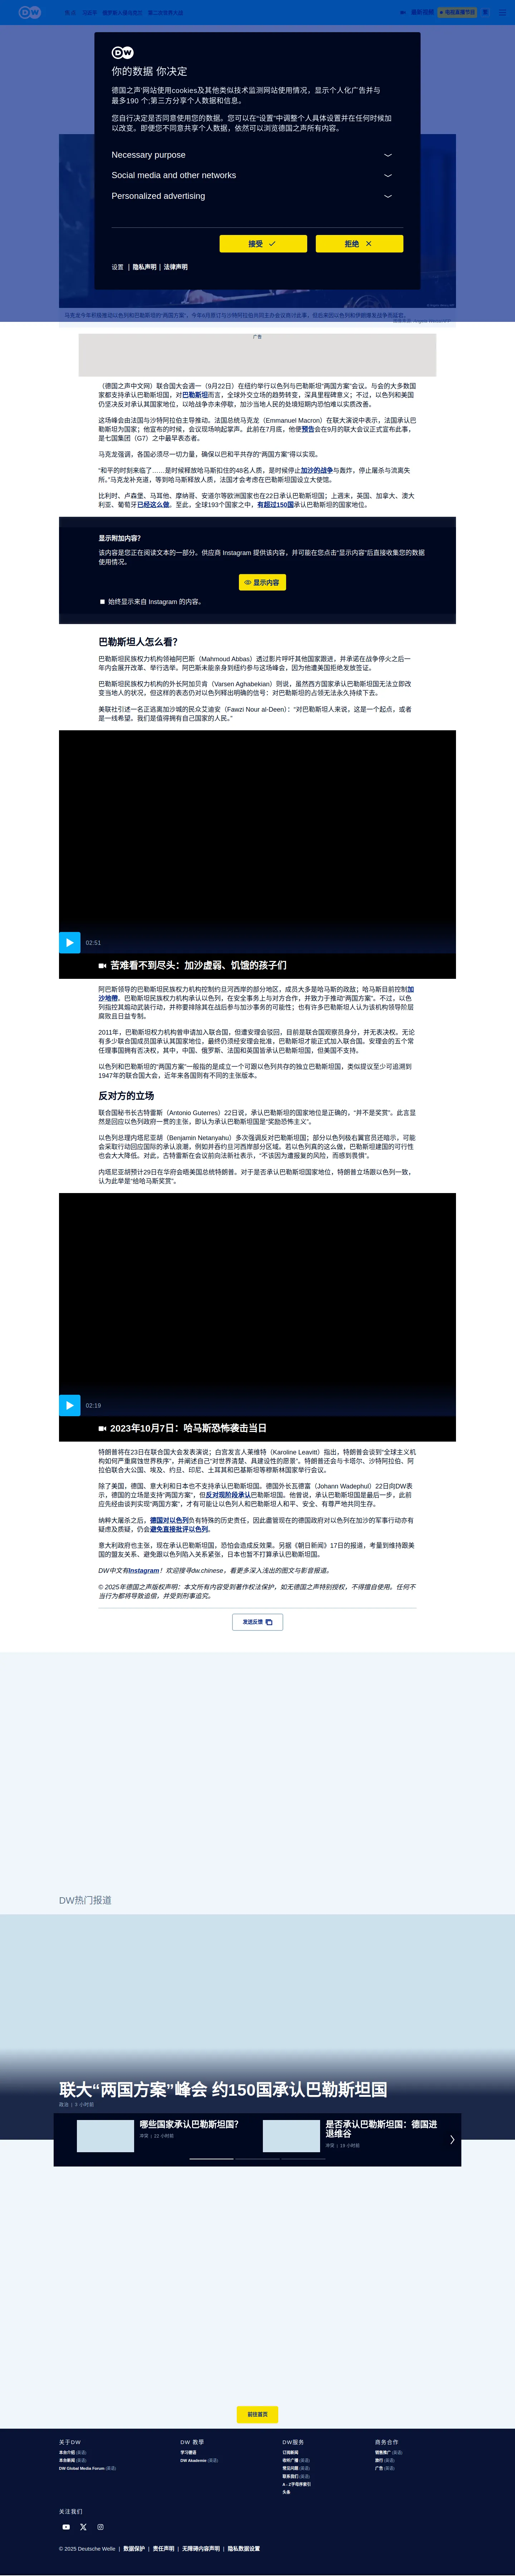 DW
你的数据 你决定
德国之声'网站使用cookies及其他类似技术监测网站使用情况，显示个人化广告并与
最多190 个;第三方分享个人数据和信息。
您自行决定是否同意使用您的数据。您可以在“设置”中调整个人具体设置并在任何时候加
以改变。即便您不同意共享个人数据，依然可以浏览德国之声所有内容。
Necessary purpose
Social media and other networks
Personalized advertising
接受
拒绝
设置 | 隐私声明 | 法律声明
广告
（德国之声中文网）联合国大会週一（9月22日）在纽约举行以色列与巴勒斯坦“两国方案”会议。与会的大多数国
家都支持承认巴勒斯坦国，对巴勒斯坦而言，全球外交立场的趋势转变，深具里程碑意义；不过，以色列和美国
仍坚决反对承认其国家地位，以哈战争亦未停歇，加沙当地人民的处境短期内恐怕难以实质改善。
这场峰会由法国与沙特阿拉伯主导推动。法国总统马克龙（Emmanuel Macron）在联大演说中表示，法国承认巴
勒斯坦为国家；他宣布的时候，会议现场响起掌声。此前在7月底，他便预告会在9月的联大会议正式宣布此事，
是七国集团（G7）之中最早表态者。
马克龙强调，各国必须尽一切力量，确保以巴和平共存的“两国方案”得以实现。
“和平的时刻来临了……是时候释放哈马斯扣住的48名人质，是时候停止加沙的战争与轰炸，停止屠杀与流离失
所。”马克龙补充道，等到哈马斯释放人质，法国才会考虑在巴勒斯坦国设立大使馆。
比利时、卢森堡、马耳他、摩纳哥、安道尔等欧洲国家也在22日承认巴勒斯坦国；上週末，英国、加拿大、澳大
利亚、葡萄牙已经这么做。至此，全球193个国家之中，有超过150国承认巴勒斯坦的国家地位。
显示附加内容？
该内容是您正在阅读文本的一部分。供应商 Instagram 提供该内容，并可能在您点击“显示内容”后直接收集您的数据
使用情况。
显示内容
始终显示来自 Instagram 的内容。
巴勒斯坦人怎么看？
巴勒斯坦民族权力机构领袖阿巴斯（Mahmoud Abbas）透过影片呼吁其他国家跟进，并承诺在战争停火之后一
年内会展开改革、举行选举。阿巴斯未能亲身到纽约参与这场峰会，因为他遭美国拒绝发放签证。
巴勒斯坦民族权力机构的外长阿加贝肯（Varsen Aghabekian）则说，虽然西方国家承认巴勒斯坦国无法立即改
变当地人的状况，但这样的表态仍对以色列释出明确的信号：对巴勒斯坦的占领无法永久持续下去。
美联社引述一名正逃离加沙城的民众艾迪安（Fawzi Nour al-Deen）：“对巴勒斯坦人来说，这是一个起点，或者
是一线希望。我们是值得拥有自己国家的人民。”
02:51
苦难看不到尽头：加沙虚弱、饥饿的孩子们
阿巴斯领导的巴勒斯坦民族权力机构控制约旦河西岸的部分地区，成员大多是哈马斯的政敌；哈马斯目前控制加
沙地带。巴勒斯坦民族权力机构承认以色列，在安全事务上与对方合作，并致力于推动“两国方案”。不过，以色
列指控其煽动武装行动，并称要排除其在战后参与加沙事务的可能性；也有许多巴勒斯坦人认为该机构领导阶层
腐败且日益专制。
2011年，巴勒斯坦权力机构曾申请加入联合国，但遭安理会驳回，目前是联合国观察员身分，并无表决权。无论
有多少联合国成员国承认其国家地位，最终仍须经安理会批准，巴勒斯坦才能正式加入联合国。安理会的五个常
任理事国拥有否决权，其中，中国、俄罗斯、法国和英国皆承认巴勒斯坦国，但美国不支持。
以色列和巴勒斯坦的“两国方案”一般指的是成立一个可跟以色列共存的独立巴勒斯坦国，类似提议至少可追溯到
1947年的联合国大会，近年来各国则有不同的主张版本。
反对方的立场
联合国秘书长古特雷斯（Antonio Guterres）22日说，承认巴勒斯坦的国家地位是正确的，“并不是奖赏”。此言显
然是回应以色列政府一贯的主张，即认为承认巴勒斯坦国是“奖励恐怖主义”。
以色列总理内塔尼亚胡（Benjamin Netanyahu）多次强调反对巴勒斯坦国；部分以色列极右翼官员还暗示，可能
会采取行动回应国际的承认浪潮，例如并吞约旦河西岸部分领土的方案等。若以色列真的这么做，巴勒斯坦建国的可行性
也会大大降低。对此，古特雷斯在会议前向法新社表示，“不该因为遭报复的风险，而感到畏惧”。
内塔尼亚胡预计29日在华府会晤美国总统特朗普。对于是否承认巴勒斯坦国家地位，特朗普立场跟以色列一致，
认为此举是“给哈马斯奖赏”。
02:19
2023年10月7日：哈马斯恐怖袭击当日
特朗普将在23日在联合国大会发表演说；白宫发言人莱维特（Karoline Leavitt）指出，特朗普会谈到“全球主义机
构如何严重腐蚀世界秩序”，并阐述自己“对世界清楚、具建设性的愿景”。特朗普还会与卡塔尔、沙特阿拉伯、阿
拉伯联合大公国、埃及、约旦、印尼、土耳其和巴基斯坦等穆斯林国家举行会议。
除了美国，德国、意大利和日本也不支持承认巴勒斯坦国。德国外长瓦德富（Johann Wadephul）22日向DW表
示，德国的立场是支持“两国方案”，但反对现阶段承认巴勒斯坦国。他曾说，承认巴勒斯坦国是最后一步，此前
应先经由谈判实现“两国方案”，才有可能让以色列人和巴勒斯坦人和平、安全、有尊严地共同生存。
纳粹大屠杀之后，德国对以色列负有特殊的历史责任，因此盡管现在的德国政府对以色列在加沙的军事行动亦有
疑虑及质疑，仍会避免直接批评以色列。
意大利政府也主张，现在承认巴勒斯坦国，恐怕会造成反效果。另据《朝日新闻》17日的报道，考量到维持跟美
国的盟友关系、避免跟以色列陷入关系紧张，日本也暂不打算承认巴勒斯坦国。
DW中文有Instagram！欢迎搜寻dw.chinese，看更多深入浅出的图文与影音报道。
© 2025年德国之声版权声明：本文所有内容受到著作权法保护，如无德国之声特别授权，不得擅自使用。任何不
当行为都将导致追偿，并受到刑事追究。
发送反馈
DW热门报道
联大“两国方案”峰会 约150国承认巴勒斯坦国
政治 | 3 小时前
哪些国家承认巴勒斯坦国？
冲突 | 22 小时前
是否承认巴勒斯坦国：德国进
退维谷
冲突 | 19 小时前
前往首页
关于DW
本台介绍 (英语)
本台新闻 (英语)
DW Global Media Forum (英语)
DW 教學
学习德语
DW Akademie (英语)
DW服务
订阅新闻
收听广播 (英语)
常见问题 (英语)
联系我们 (英语)
A - Z字母序索引
头条
商务合作
销售推广 (英语)
旅行 (英语)
广告 (英语)
关注我们
© 2025 Deutsche Welle | 数据保护 | 责任声明 | 无障碍内容声明 | 隐私数据设置